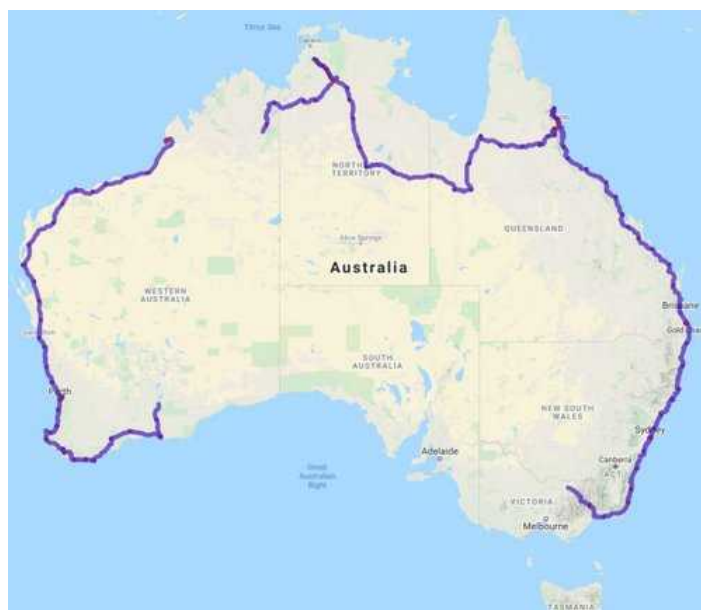 Timor Sea
NORTHERN
TERRITORY
QUEENSLAND
Alice Springs
Australia
WESTERN
AUSTRALIA
Brisbane
Gold Coast
SOUTH
AUSTRALIA
Perth
NEW SOUTH
WALES
Sydney
Adelaide
Canberra
ACT
Great
Australian
Bight
VICTORIA
Melbourne
TASMANIA